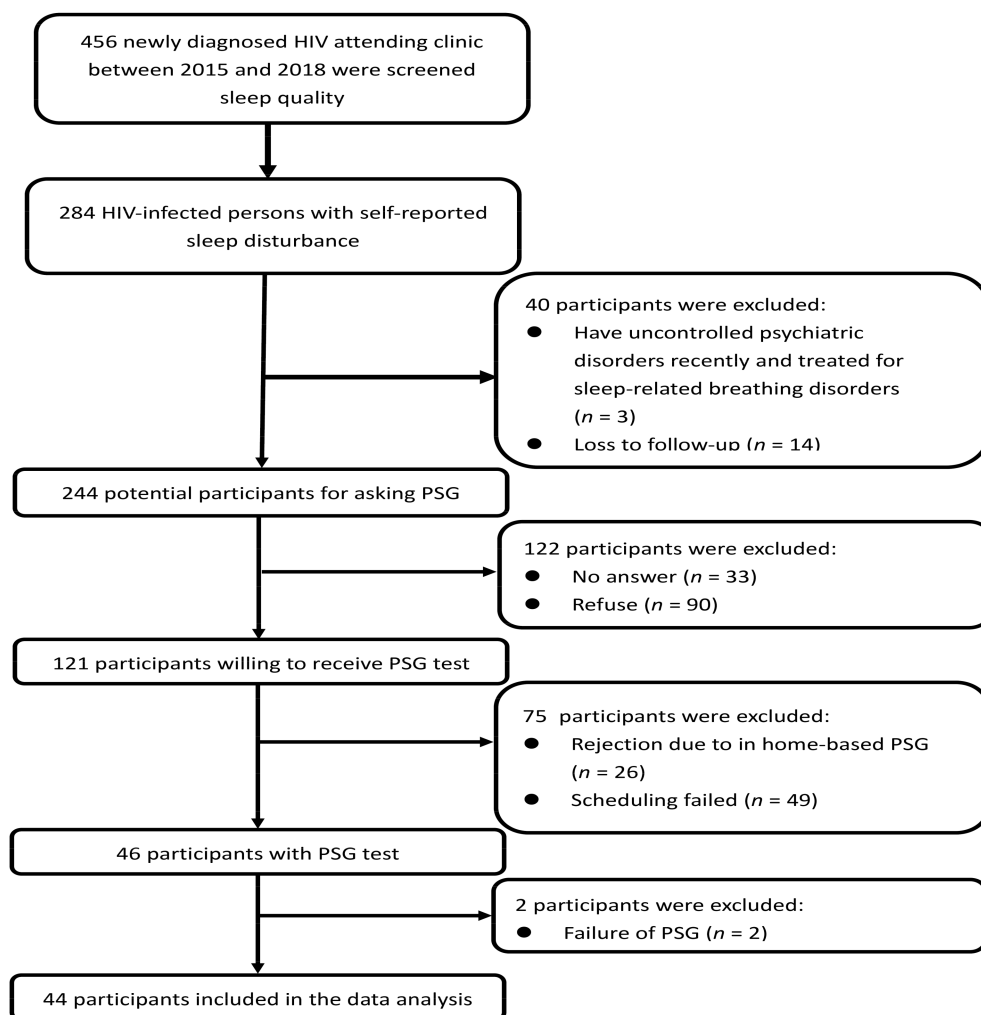 456 newly diagnosed HIV attending clinic
between 2015 and 2018 were screened
sleep quality
284 HIV-infected persons with self-reported
sleep disturbance
40 participants were excluded:
● Have uncontrolled psychiatric
disorders recently and treated for
sleep-related breathing disorders
(n = 3)
● Loss to follow-up (n = 14)
244 potential participants for asking PSG
122 participants were excluded:
● No answer (n = 33)
● Refuse (n = 90)
121 participants willing to receive PSG test
75 participants were excluded:
● Rejection due to in home-based PSG
(n = 26)
● Scheduling failed (n = 49)
46 participants with PSG test
2 participants were excluded:
● Failure of PSG (n = 2)
44 participants included in the data analysis